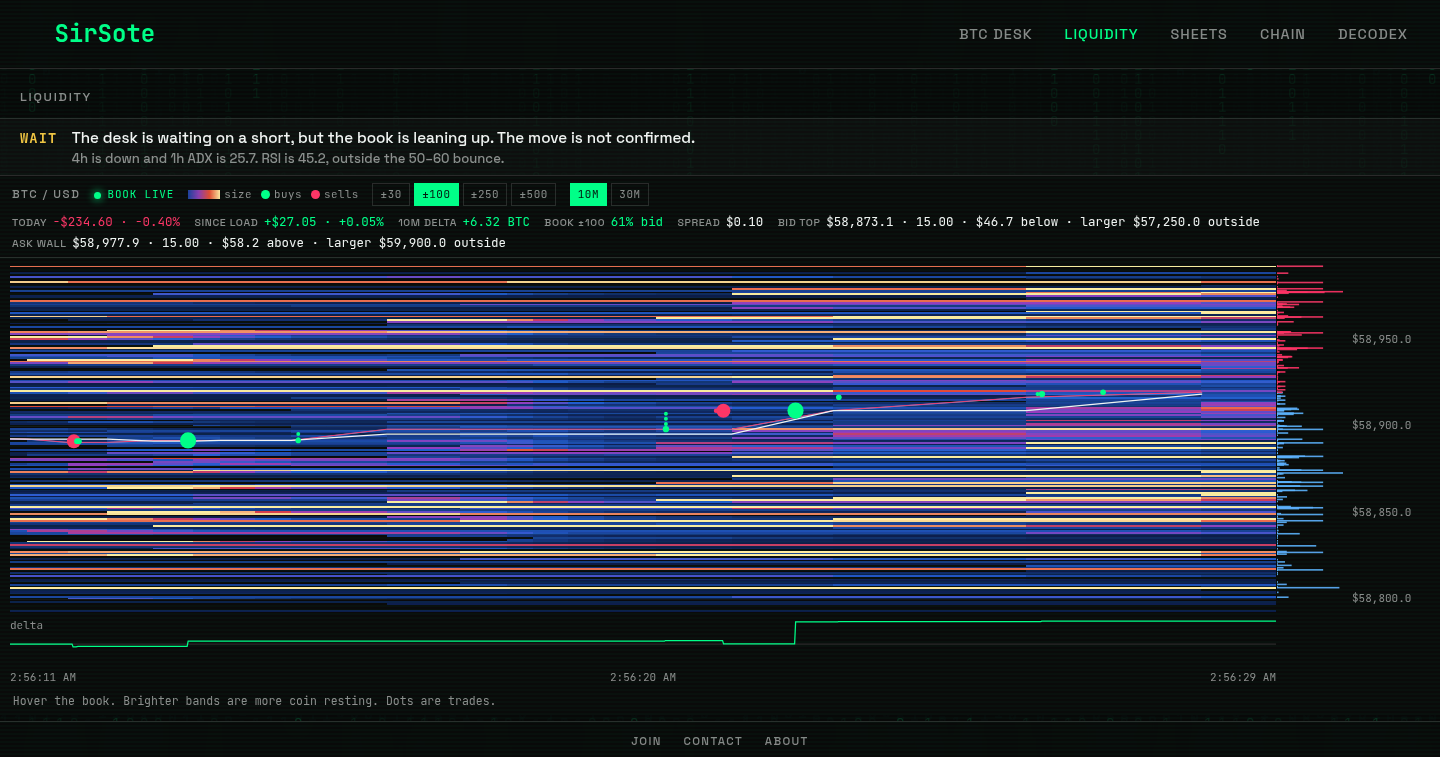 SirSote
BTC DESK LIQUIDITY SHEETS CHAIN DECODEX
LIQUIDITY
WAIT The desk is waiting on a short, but the book is leaning up. The move is not confirmed.
4h is down and 1h ADX is 25.7. RSI is 45.2, outside the 50–60 bounce.
BTC / USD BOOK LIVE size buys sells ±30 ±100 ±250 ±500 10M 30M
TODAY -$234.60 · -0.40% SINCE LOAD +$27.05 · +0.05% 10M DELTA +6.32 BTC BOOK ±100 61% bid SPREAD $0.10 BID TOP $58,873.1 · 15.00 · $46.7 below · larger $57,250.0 outside
ASK WALL $58,977.9 · 15.00 · $58.2 above · larger $59,900.0 outside
$58,950.0
$58,900.0
$58,850.0
$58,800.0
delta
2:56:11 AM 2:56:20 AM 2:56:29 AM
Hover the book. Brighter bands are more coin resting. Dots are trades.
JOIN CONTACT ABOUT